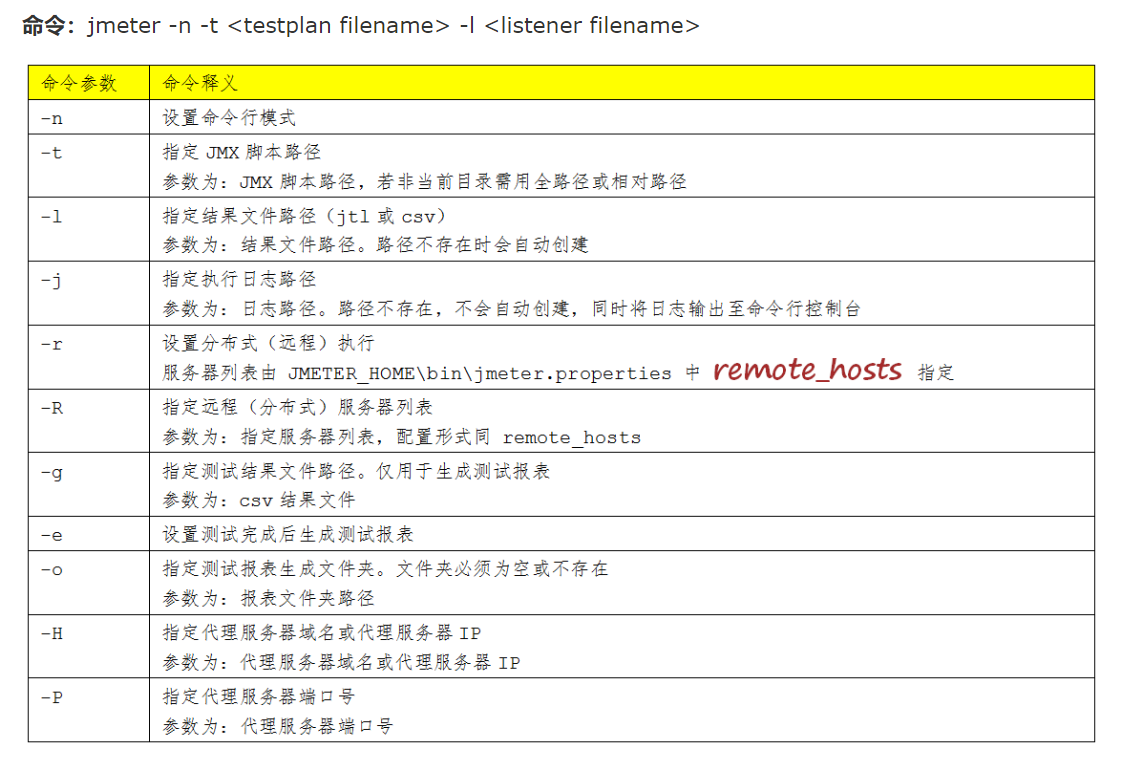 命令：jmeter -n -t <testplan filename> -l <listener filename>
命令参数 命令释义
-n 设置命令行模式
-t 指定 JMX 脚本路径
参数为：JMX 脚本路径，若非当前目录需用全路径或相对路径
-l 指定结果文件路径（jtl 或 csv）
参数为：结果文件路径。路径不存在时会自动创建
-j 指定执行日志路径
参数为：日志路径。路径不存在，不会自动创建，同时将日志输出至命令行控制台
-r 设置分布式（远程）执行
服务器列表由 JMETER_HOME\bin\jmeter.properties 中 remote_hosts 指定
-R 指定远程（分布式）服务器列表
参数为：指定服务器列表，配置形式同 remote_hosts
-g 指定测试结果文件路径。仅用于生成测试报表
参数为：csv 结果文件
-e 设置测试完成后生成测试报表
-o 指定测试报表生成文件夹。文件夹必须为空或不存在
参数为：报表文件夹路径
-H 指定代理服务器域名或代理服务器 IP
参数为：代理服务器域名或代理服务器 IP
-P 指定代理服务器端口号
参数为：代理服务器端口号